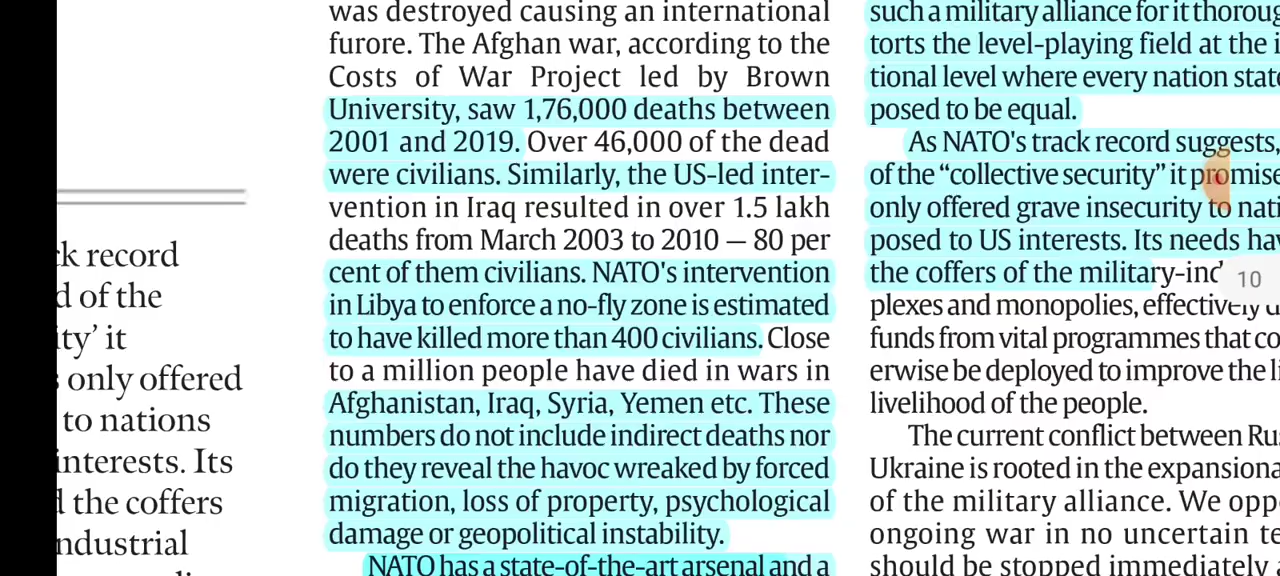 ck record
d of the
ity' it
only offered
to nations
interests. Its
d the coffers
ndustrial
was destroyed causing an international
furore. The Afghan war, according to the
Costs of War Project led by Brown
University, saw 1,76,000 deaths between
2001 and 2019. Over 46,000 of the dead
were civilians. Similarly, the US-led inter-
vention in Iraq resulted in over 1.5 lakh
deaths from March 2003 to 2010 — 80 per
cent of them civilians. NATO's intervention
in Libya to enforce a no-fly zone is estimated
to have killed more than 400 civilians. Close
to a million people have died in wars in
Afghanistan, Iraq, Syria, Yemen etc. These
numbers do not include indirect deaths nor
do they reveal the havoc wreaked by forced
migration, loss of property, psychological
damage or geopolitical instability.
NATO has a state-of-the-art arsenal and a
such a military alliance for it thoroug
torts the level-playing field at the i
tional level where every nation state
posed to be equal.
As NATO's track record suggests,
of the “collective security” it promise
only offered grave insecurity to nati
posed to US interests. Its needs hav
the coffers of the military-ind
plexes and monopolies, effectively
funds from vital programmes that co
erwise be deployed to improve the li
livelihood of the people.
The current conflict between Rus
Ukraine is rooted in the expansiona
of the military alliance. We opp
ongoing war in no uncertain te
should be stopped immediately a
10